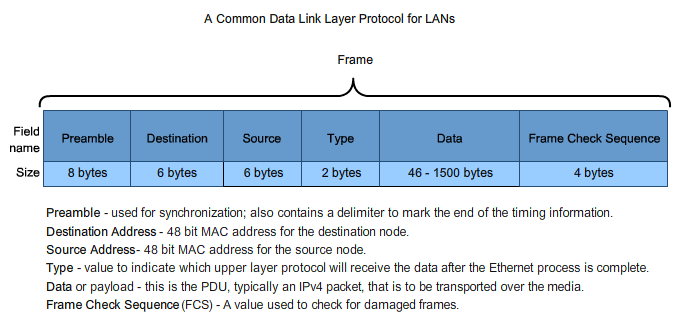 A Common Data Link Layer Protocol for LANs
Frame
Field name Preamble Destination Source Type Data Frame Check Sequence
Size 8 bytes 6 bytes 6 bytes 2 bytes 46 - 1500 bytes 4 bytes
Preamble - used for synchronization; also contains a delimiter to mark the end of the timing information.
Destination Address - 48 bit MAC address for the destination node.
Source Address- 48 bit MAC address for the source node.
Type - value to indicate which upper layer protocol will receive the data after the Ethernet process is complete.
Data or payload - this is the PDU, typically an IPv4 packet, that is to be transported over the media.
Frame Check Sequence (FCS) - A value used to check for damaged frames.